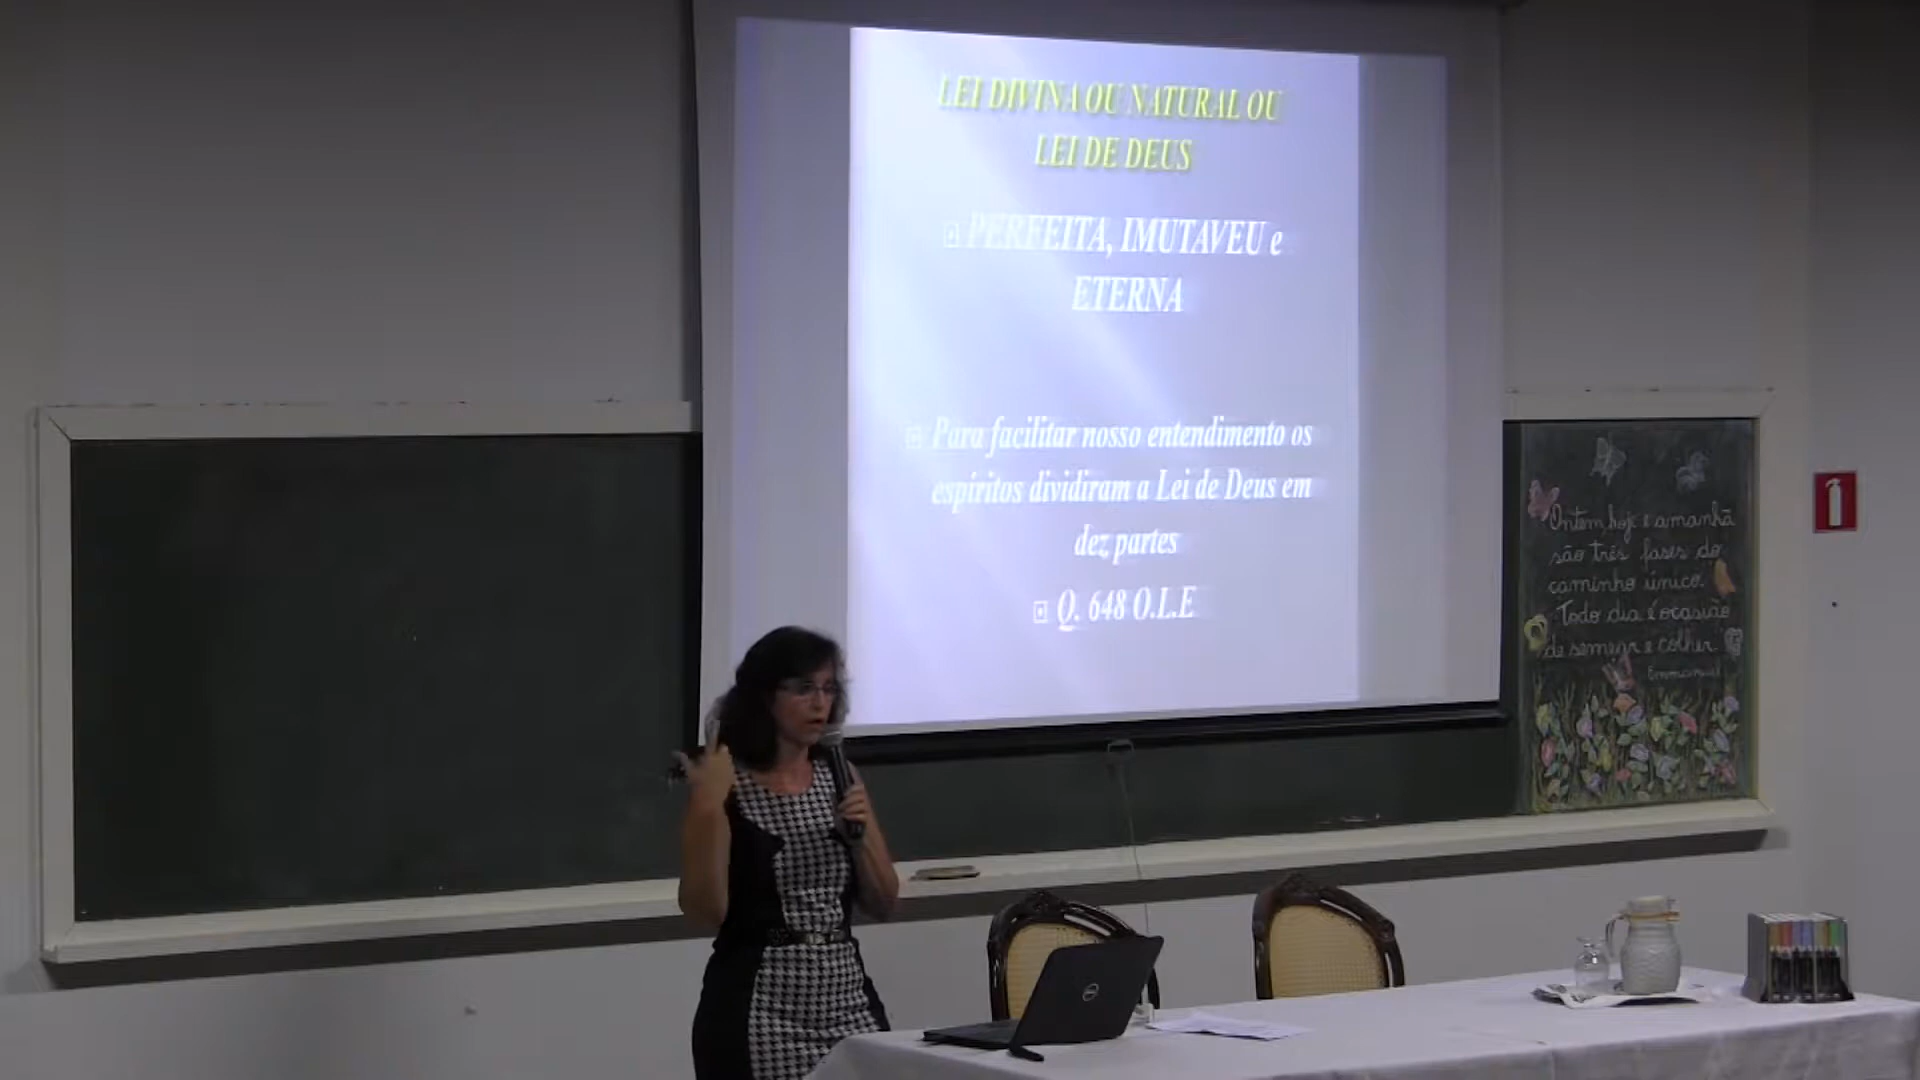 LEI DIVINA OU NATURAL OU
LEI DE DEUS
PERFEITA, IMUTAVEU e
ETERNA
Para facilitar nosso entendimento os
espíritos dividiram a Lei de Deus em
dez partes
Q. 648 O.L.E
Ontem hoje e amanhã
são três fases do
caminho único.
Todo dia é ocasião
de semear e colher.
Emmanuel
DELL